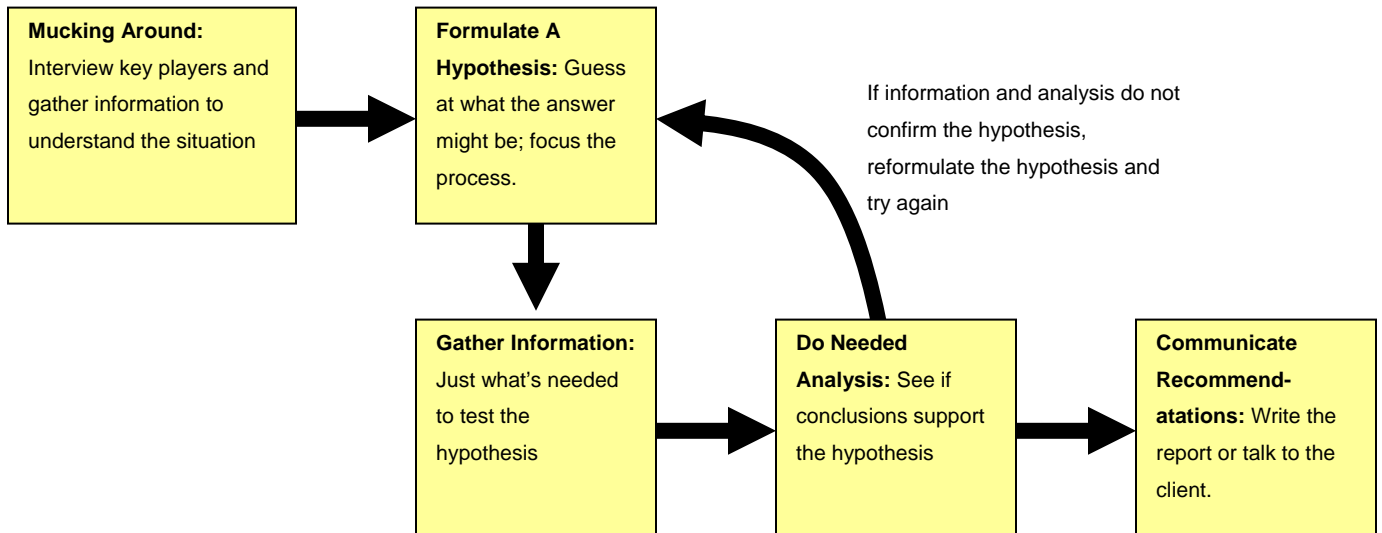 Mucking Around:
Interview key players and
gather information to
understand the situation
Formulate A
Hypothesis: Guess
at what the answer
might be; focus the
process.
If information and analysis do not
confirm the hypothesis,
reformulate the hypothesis and
try again
Gather Information:
Just what's needed
to test the
hypothesis
Do Needed
Analysis: See if
conclusions support
the hypothesis
Communicate
Recommend-
atations: Write the
report or talk to the
client.